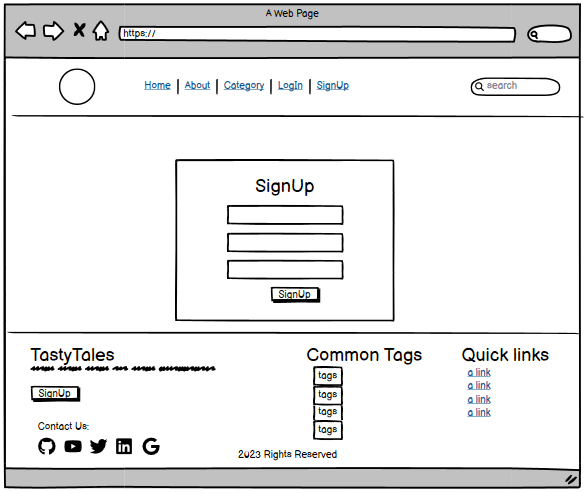 A Web Page
https://
Home | About | Category | LogIn | SignUp
search
SignUp
SignUp
TastyTales
SignUp
Contact Us:
Common Tags
tags
tags
tags
tags
Quick links
a link
a link
a link
a link
2023 Rights Reserved